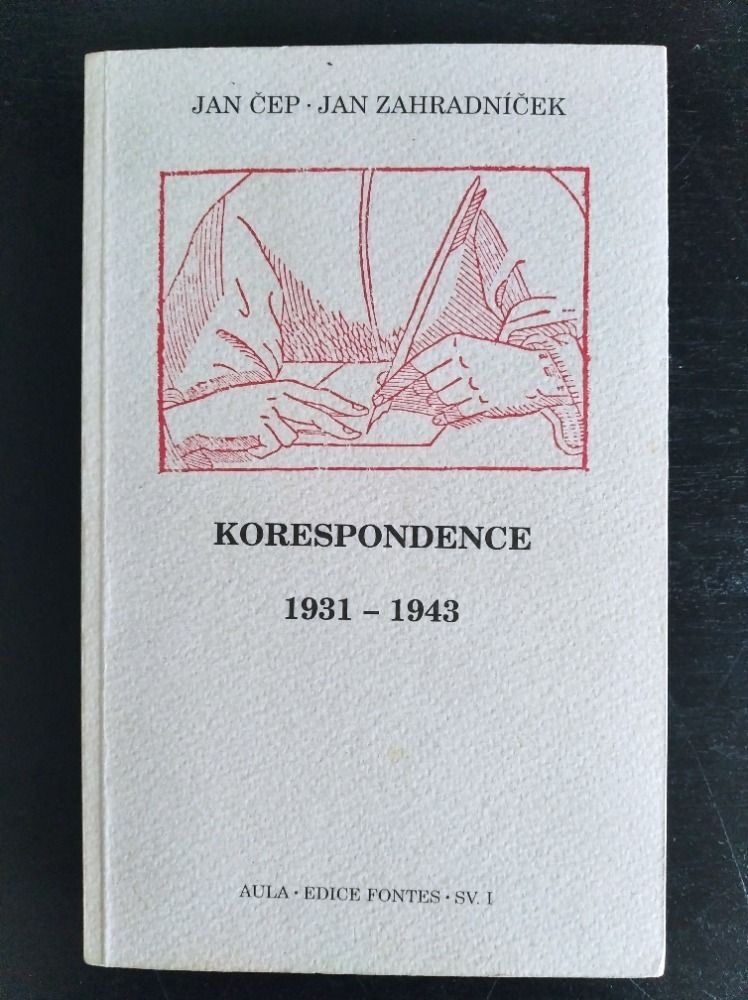 JAN ČEP · JAN ZAHRADNÍČEK
KORESPONDENCE
1931 – 1943
AULA · EDICE FONTES · SV. I